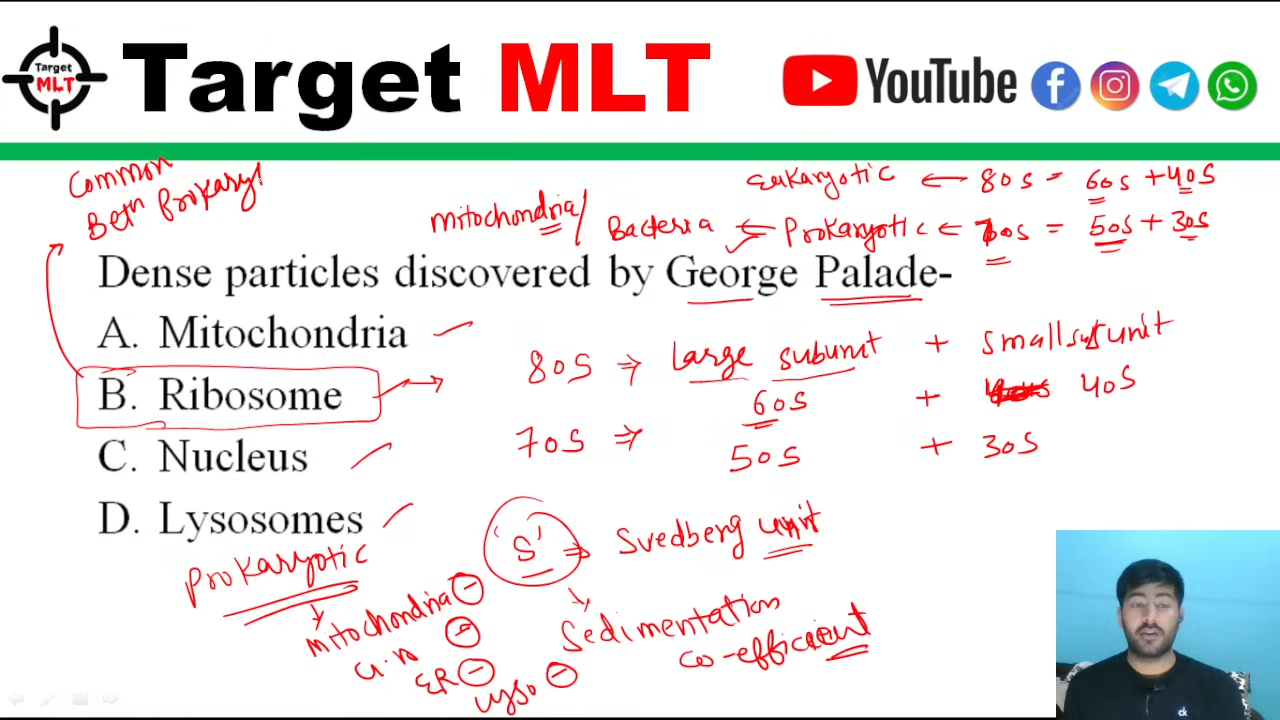 Target MLT
Target MLT YouTube
Common
Betn Prokary
Eukaryotic ← 80S = 60S + 40S
mitochondria/ Bacteria ← Prokaryotic ← 70S = 50S + 30S
Dense particles discovered by George Palade-
A. Mitochondria
B. Ribosome
C. Nucleus
D. Lysosomes
80S ⇒ Large subunit + Small subunit
60S + 40S
70S ⇒ 50S + 30S
'S' ⇒ Svedberg unit
Sedimentation
co-efficient
Prokaryotic
mitochondria ⊖
⊖
ER ⊖
Lyso ⊖